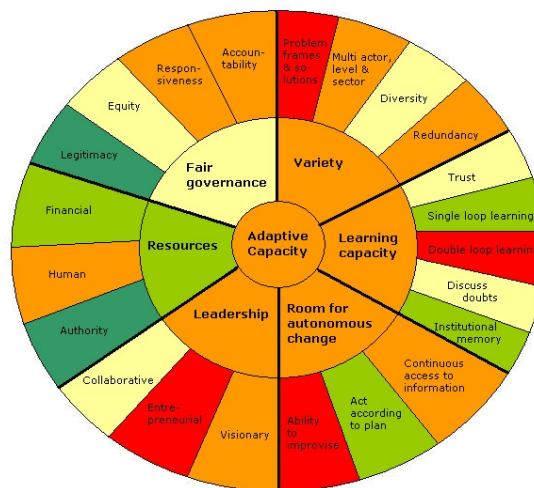 Problem
frames
& so-
lutions
Multi actor,
level &
sector
Diversity
Redundancy
Trust
Single loop learning
Double loop learning
Discuss
doubts
Institutional
memory
Continuous
access to
information
Act
according
to plan
Ability
to
improvise
Visionary
Entre-
preneurial
Collaborative
Authority
Human
Financial
Legitimacy
Equity
Respon-
siveness
Accoun-
tability
Fair
governance
Variety
Learning
capacity
Room for
autonomous
change
Leadership
Resources
Adaptive
Capacity